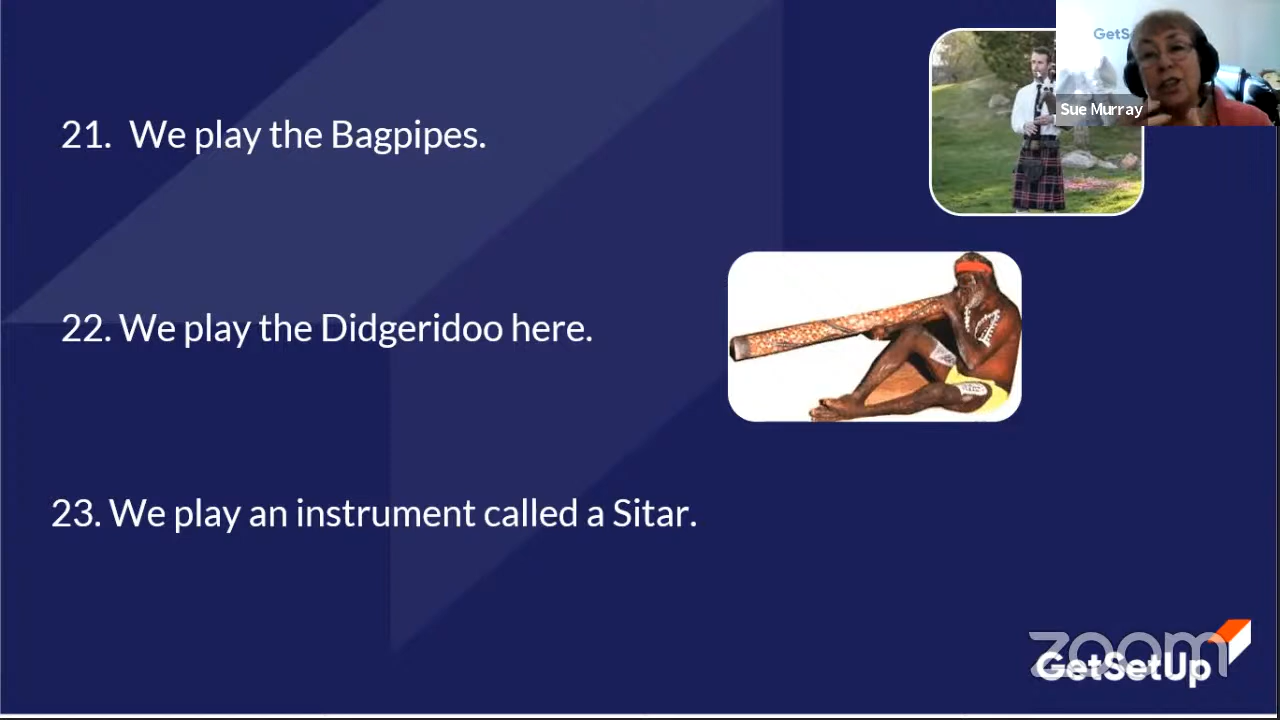 GetS
Sue Murray
21. We play the Bagpipes.
22. We play the Didgeridoo here.
23. We play an instrument called a Sitar.
zoom
GetSetUp